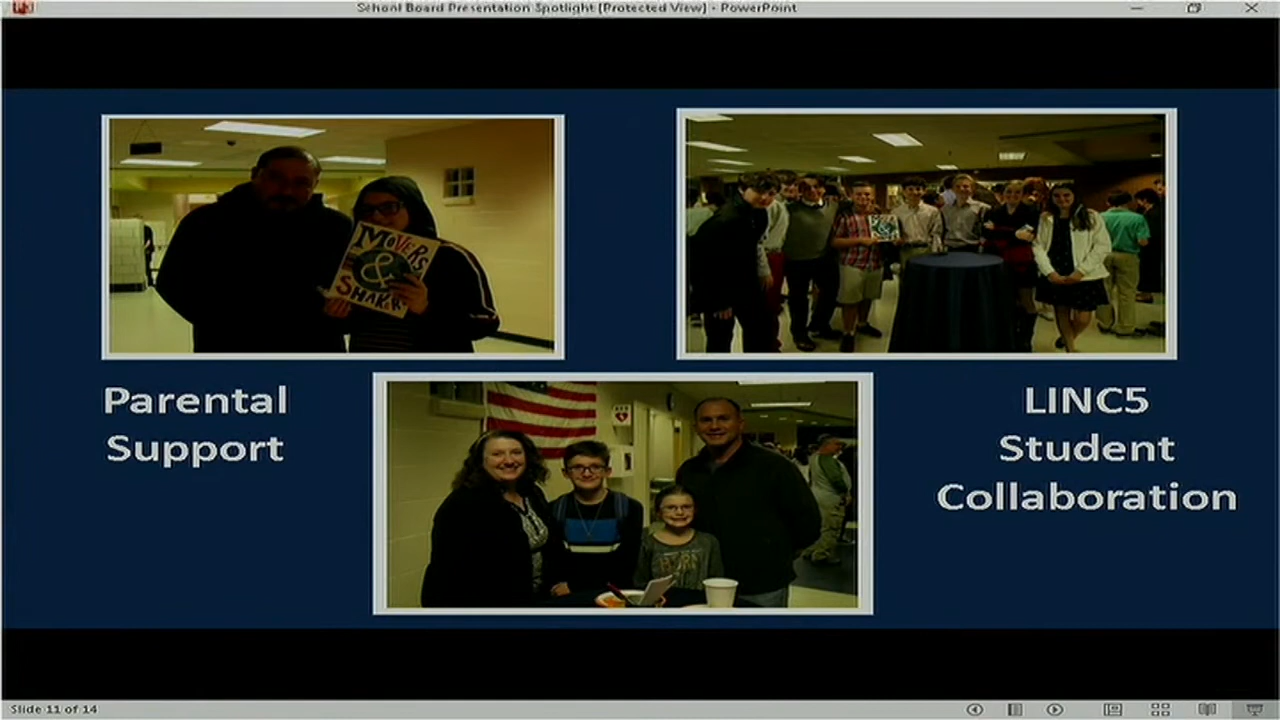 School Board Presentation Spotlight [Protected View] - PowerPoint
MOVERS
&
SHAKERS
Parental
Support
LINC5
Student
Collaboration
Slide 11 of 14